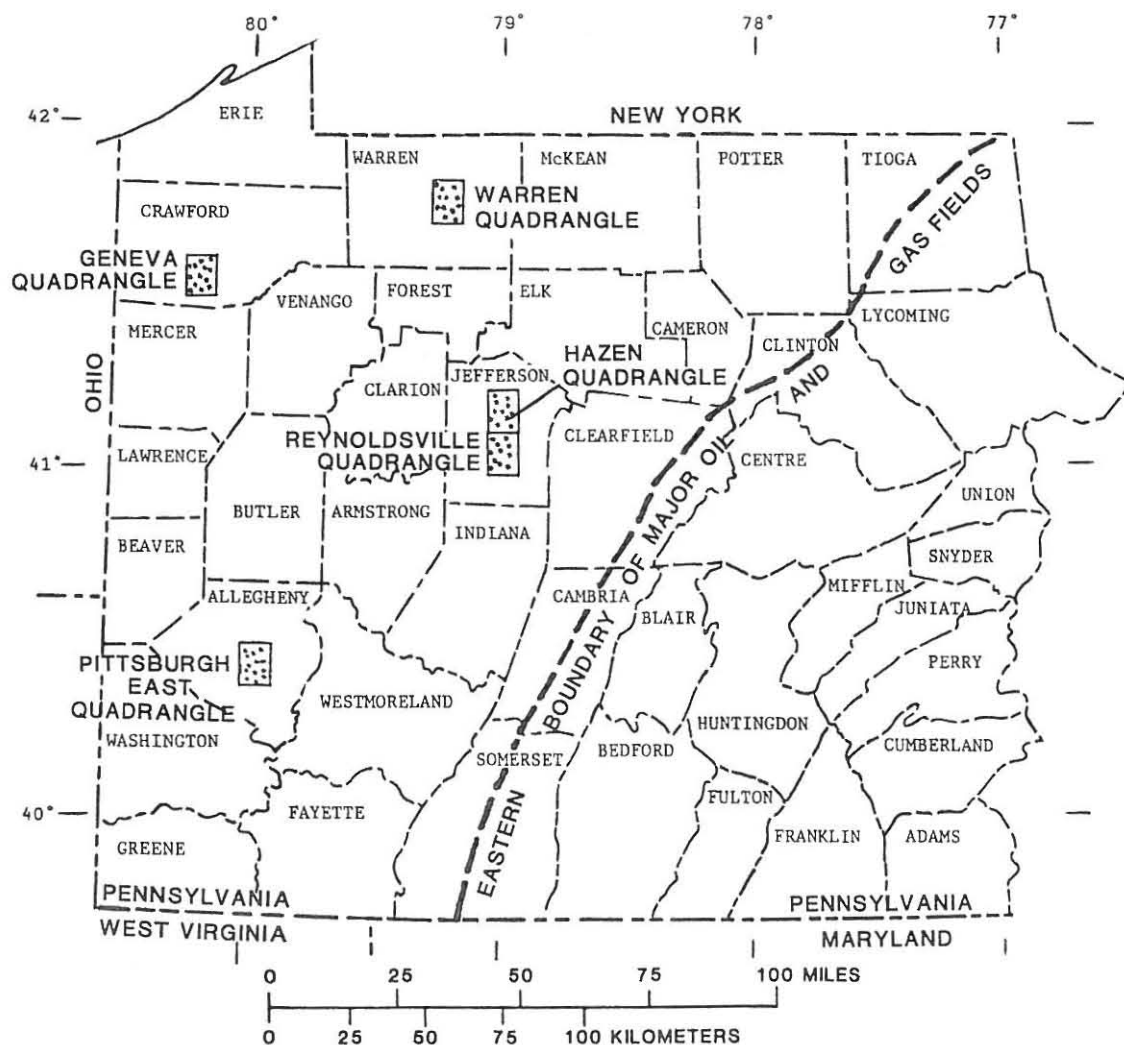 80° 79° 78° 77°
42°
ERIE
NEW YORK
WARREN
McKEAN
POTTER
TIOGA
CRAWFORD
WARREN
QUADRANGLE
GENEVA
QUADRANGLE
VENANGO
FOREST
ELK
LYCOMING
MERCER
CAMERON
CLINTON
OHIO
HAZEN
QUADRANGLE
CLARION
JEFFERSON
REYNOLDSVILLE
QUADRANGLE
CLEARFIELD
CENTRE
41°
LAWRENCE
UNION
BUTLER
ARMSTRONG
INDIANA
BEAVER
SNYDER
ALLEGHENY
CAMBRIA
BLAIR
MIFFLIN
JUNIATA
PITTSBURGH
EAST
QUADRANGLE
PERRY
WESTMORELAND
HUNTINGDON
WASHINGTON
SOMERSET
BEDFORD
CUMBERLAND
EASTERN BOUNDARY OF MAJOR OIL AND GAS FIELDS
40°
FAYETTE
FULTON
GREENE
FRANKLIN
ADAMS
PENNSYLVANIA
PENNSYLVANIA
WEST VIRGINIA
MARYLAND
0 25 50 75 100 MILES
0 25 50 75 100 KILOMETERS